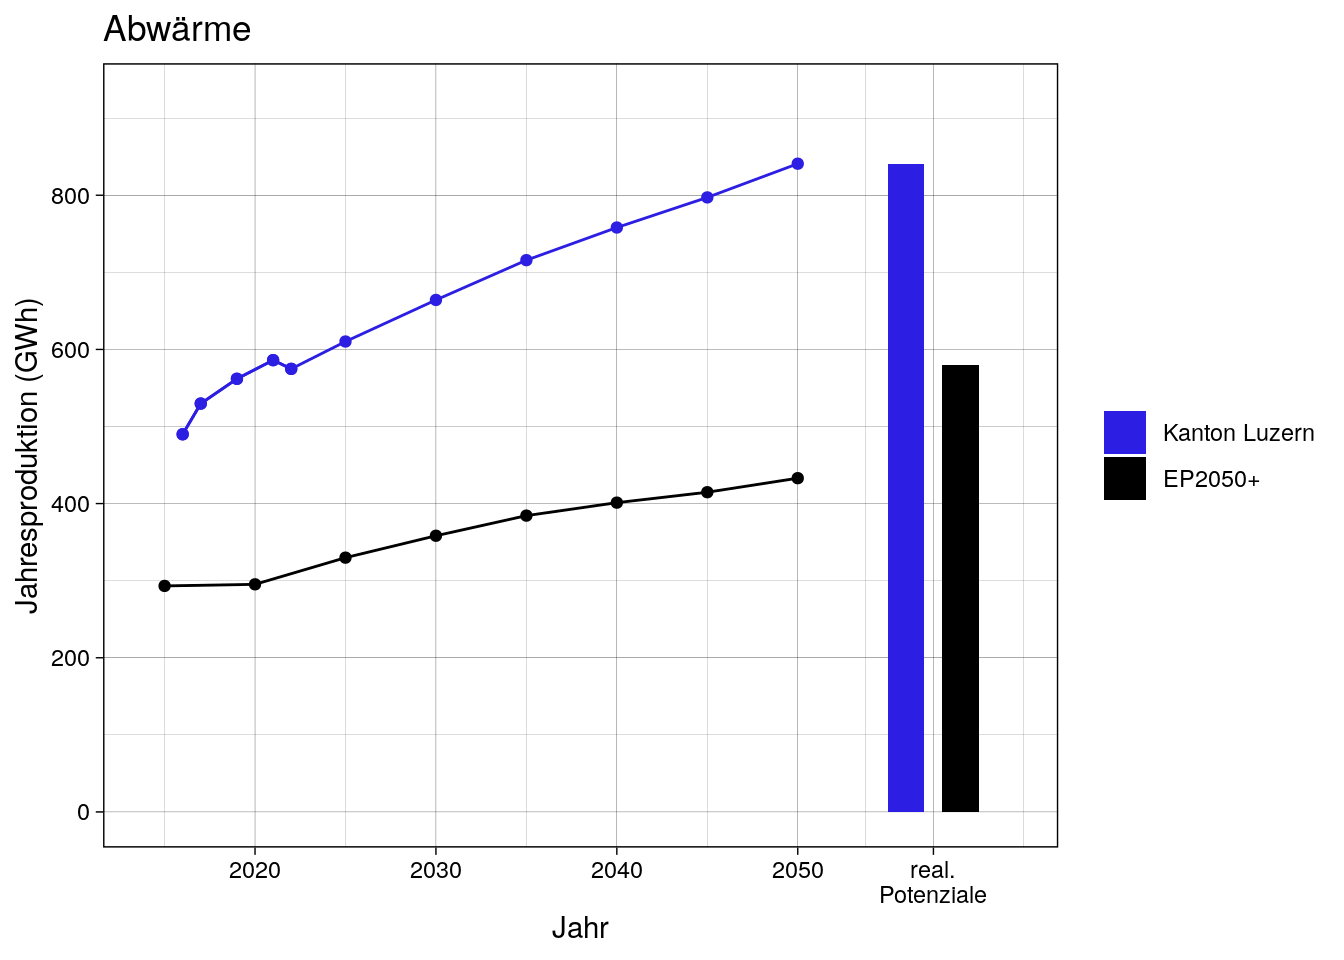 Abwärme
Jahresproduktion (GWh)
800
600
400
200
0
2020
2030
2040
2050
real.
Potenziale
Jahr
Kanton Luzern
EP2050+